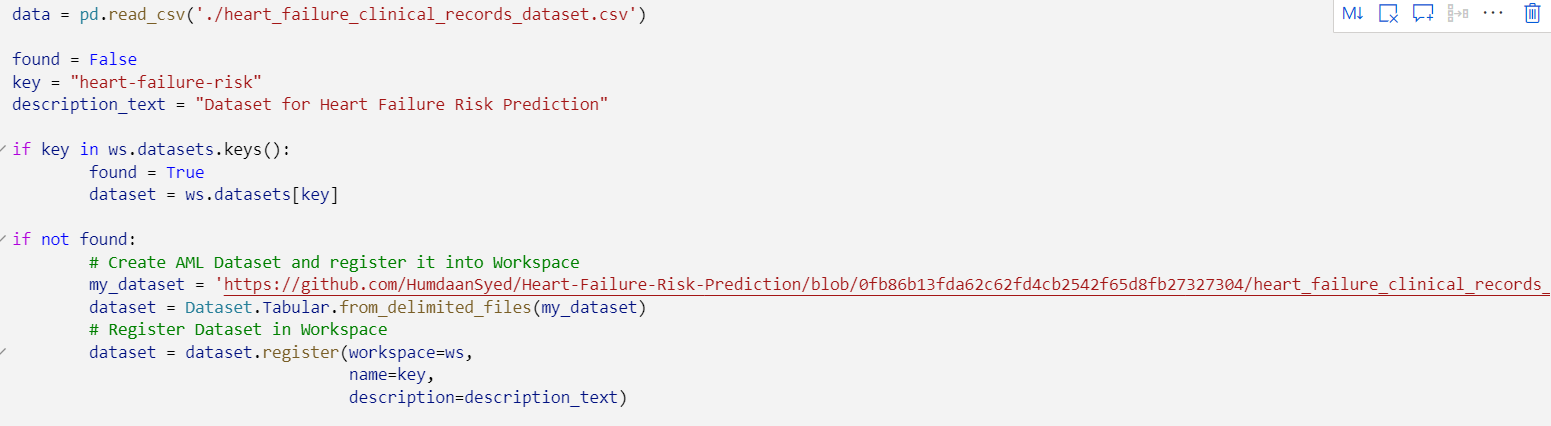 data = pd.read_csv('./heart_failure_clinical_records_dataset.csv')
M↓
found = False
key = "heart-failure-risk"
description_text = "Dataset for Heart Failure Risk Prediction"
if key in ws.datasets.keys():
found = True
dataset = ws.datasets[key]
if not found:
# Create AML Dataset and register it into Workspace
my_dataset = 'https://github.com/HumdaanSyed/Heart-Failure-Risk-Prediction/blob/0fb86b13fda62c62fd4cb2542f65d8fb27327304/heart_failure_clinical_records_
dataset = Dataset.Tabular.from_delimited_files(my_dataset)
# Register Dataset in Workspace
dataset = dataset.register(workspace=ws,
name=key,
description=description_text)